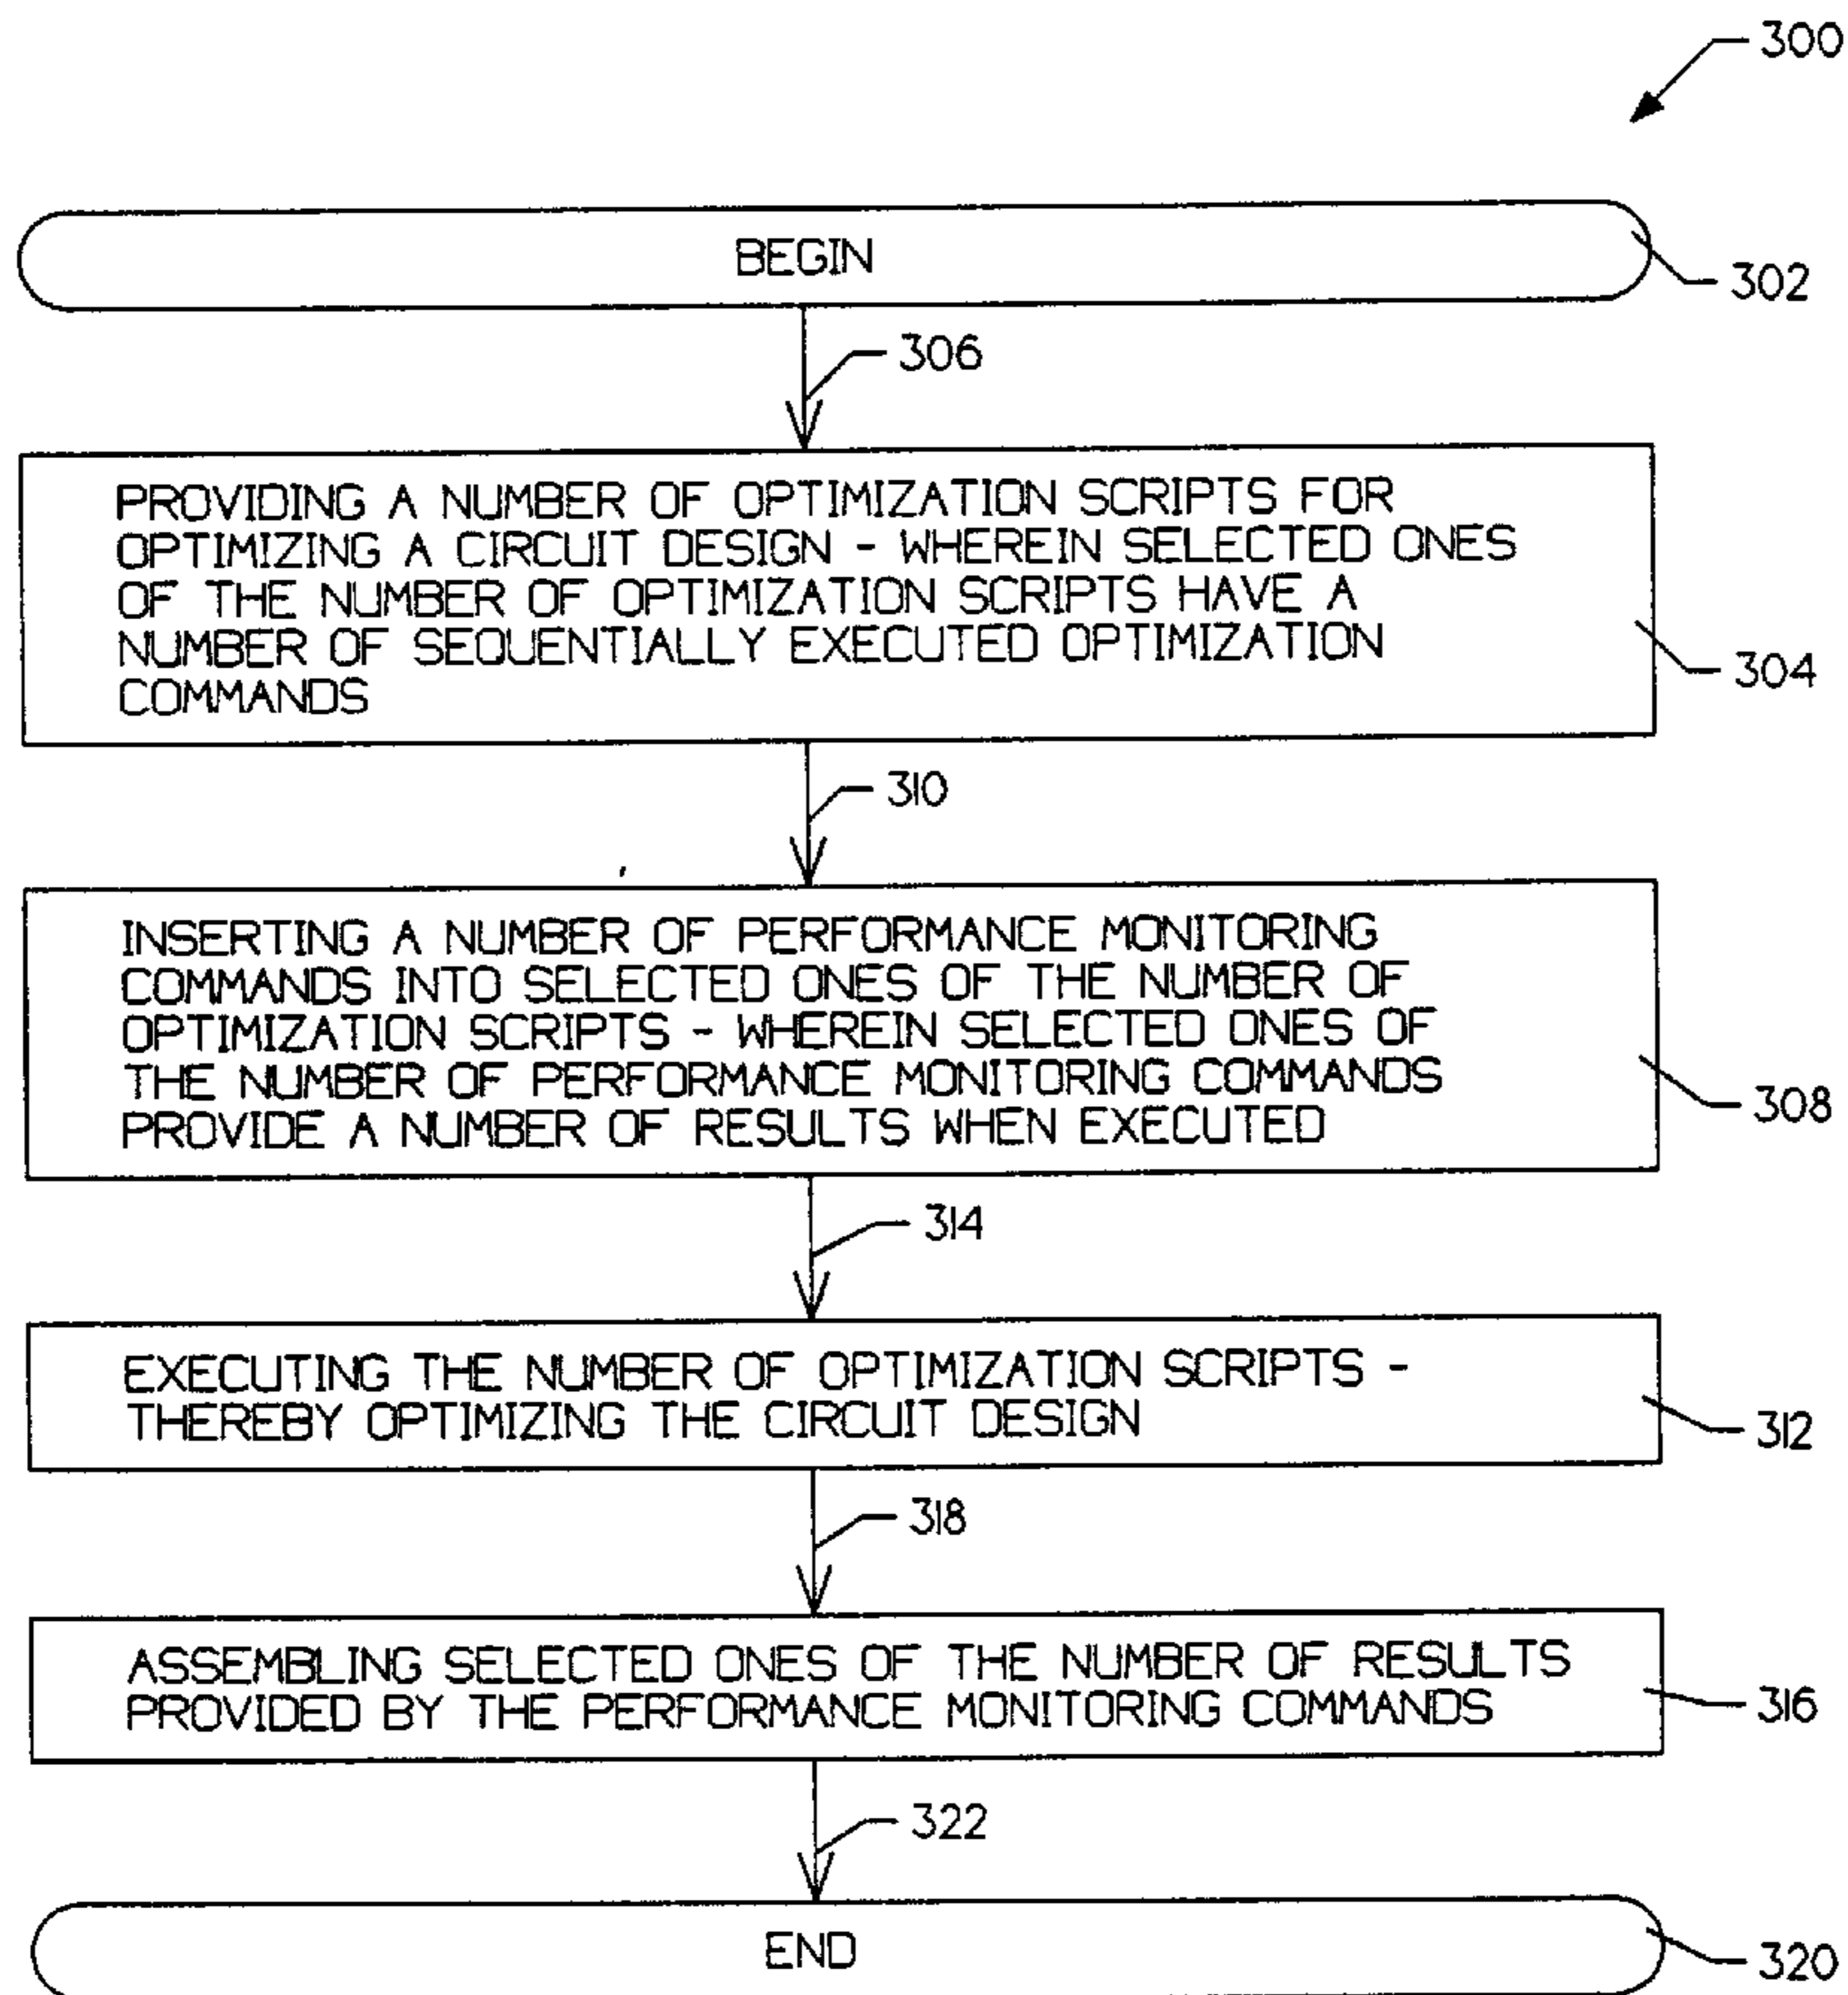 300
BEGIN
302
306
PROVIDING A NUMBER OF OPTIMIZATION SCRIPTS FOR
OPTIMIZING A CIRCUIT DESIGN - WHEREIN SELECTED ONES
OF THE NUMBER OF OPTIMIZATION SCRIPTS HAVE A
NUMBER OF SEQUENTIALLY EXECUTED OPTIMIZATION
COMMANDS
304
310
INSERTING A NUMBER OF PERFORMANCE MONITORING
COMMANDS INTO SELECTED ONES OF THE NUMBER OF
OPTIMIZATION SCRIPTS - WHEREIN SELECTED ONES OF
THE NUMBER OF PERFORMANCE MONITORING COMMANDS
PROVIDE A NUMBER OF RESULTS WHEN EXECUTED
308
314
EXECUTING THE NUMBER OF OPTIMIZATION SCRIPTS -
THEREBY OPTIMIZING THE CIRCUIT DESIGN
312
318
ASSEMBLING SELECTED ONES OF THE NUMBER OF RESULTS
PROVIDED BY THE PERFORMANCE MONITORING COMMANDS
316
322
END
320